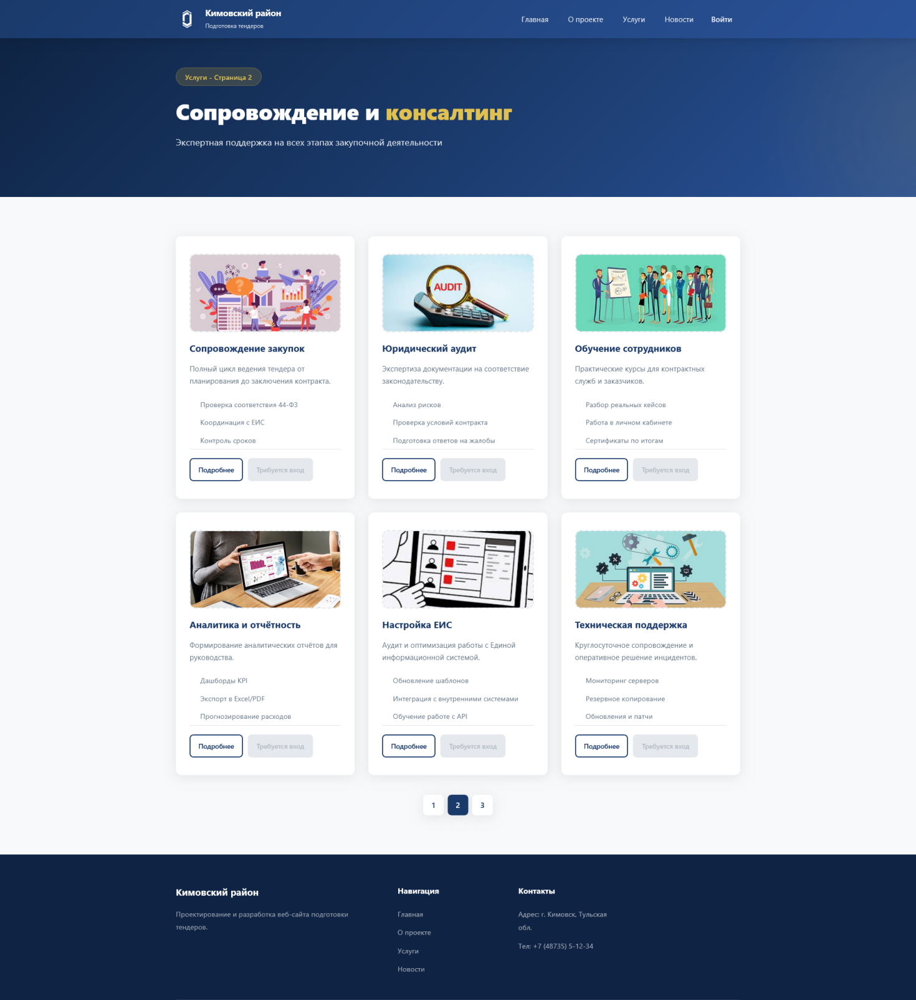 Кимовский район
Подготовка тендеров
Главная
О проекте
Услуги
Новости
Войти
Услуги - Страница 2
Сопровождение и консалтинг
Экспертная поддержка на всех этапах закупочной деятельности
Сопровождение закупок
Полный цикл ведения тендера от
планирования до заключения контракта.
Проверка соответствия 44-ФЗ
Координация с ЕИС
Контроль сроков
Подробнее
Требуется вход
AUDIT
Юридический аудит
Экспертиза документации на соответствие
законодательству.
Анализ рисков
Проверка условий контракта
Подготовка ответов на жалобы
Подробнее
Требуется вход
Обучение сотрудников
Практические курсы для контрактных
служб и заказчиков.
Разбор реальных кейсов
Работа в личном кабинете
Сертификаты по итогам
Подробнее
Требуется вход
Аналитика и отчётность
Формирование аналитических отчётов для
руководства.
Дашборды KPI
Экспорт в Excel/PDF
Прогнозирование расходов
Подробнее
Требуется вход
Настройка ЕИС
Аудит и оптимизация работы с Единой
информационной системой.
Обновление шаблонов
Интеграция с внутренними системами
Обучение работе с API
Подробнее
Требуется вход
Техническая поддержка
Круглосуточное сопровождение и
оперативное решение инцидентов.
Мониторинг серверов
Резервное копирование
Обновления и патчи
Подробнее
Требуется вход
1
2
3
Кимовский район
Проектирование и разработка веб-сайта подготовки
тендеров.
Навигация
Главная
О проекте
Услуги
Новости
Контакты
Адрес: г. Кимовск, Тульская
обл.
Тел: +7 (48735) 5-12-34